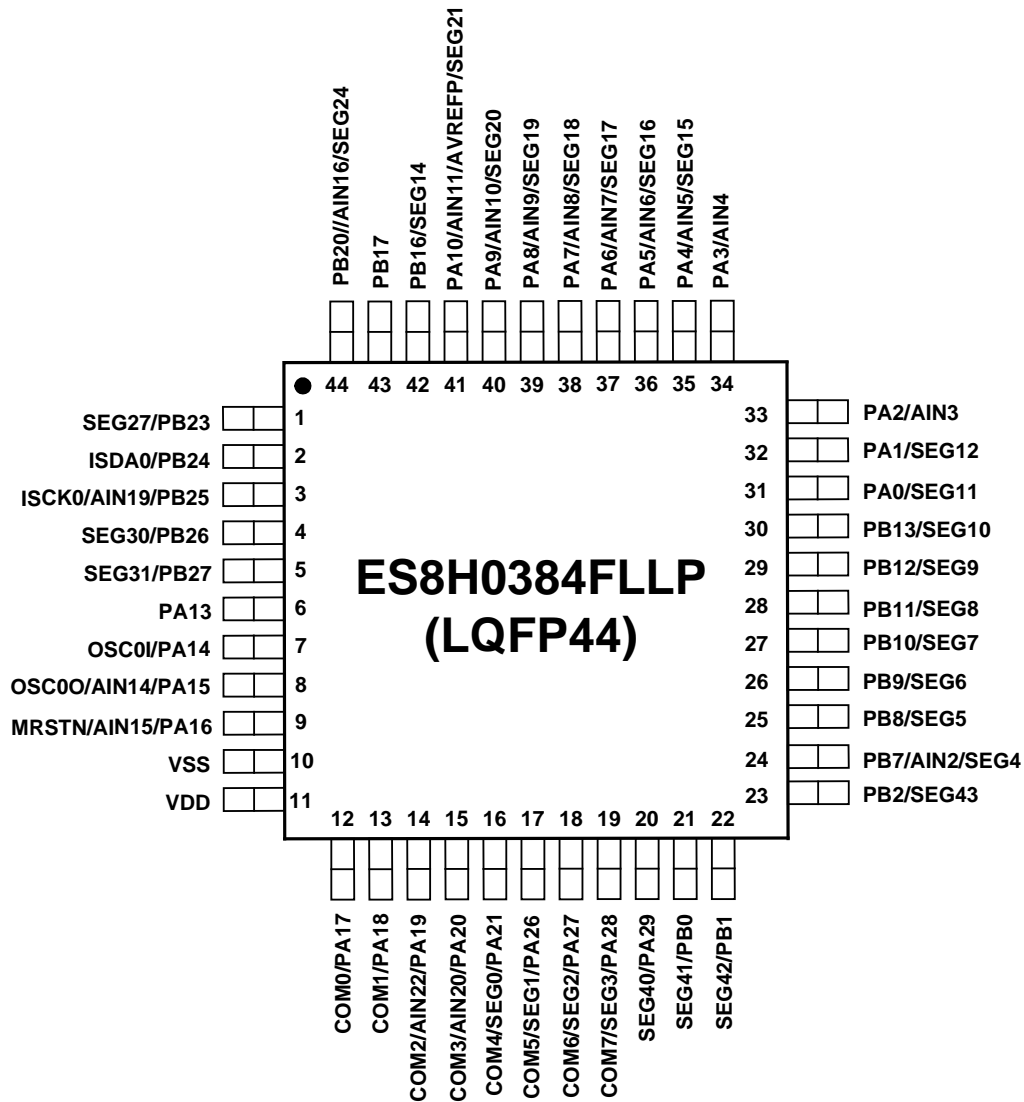 PB20//AIN16/SEG24
PB17
PB16/SEG14
PA10/AIN11/AVREFP/SEG21
PA9/AIN10/SEG20
PA8/AIN9/SEG19
PA7/AIN8/SEG18
PA6/AIN7/SEG17
PA5/AIN6/SEG16
PA4/AIN5/SEG15
PA3/AIN4
44 43 42 41 40 39 38 37 36 35 34
SEG27/PB23 1
ISDA0/PB24 2
ISCK0/AIN19/PB25 3
SEG30/PB26 4
SEG31/PB27 5
PA13 6
OSC0I/PA14 7
OSC0O/AIN14/PA15 8
MRSTN/AIN15/PA16 9
VSS 10
VDD 11
ES8H0384FLLP
(LQFP44)
33 PA2/AIN3
32 PA1/SEG12
31 PA0/SEG11
30 PB13/SEG10
29 PB12/SEG9
28 PB11/SEG8
27 PB10/SEG7
26 PB9/SEG6
25 PB8/SEG5
24 PB7/AIN2/SEG4
23 PB2/SEG43
12 13 14 15 16 17 18 19 20 21 22
COM0/PA17
COM1/PA18
COM2/AIN22/PA19
COM3/AIN20/PA20
COM4/SEG0/PA21
COM5/SEG1/PA26
COM6/SEG2/PA27
COM7/SEG3/PA28
SEG40/PA29
SEG41/PB0
SEG42/PB1